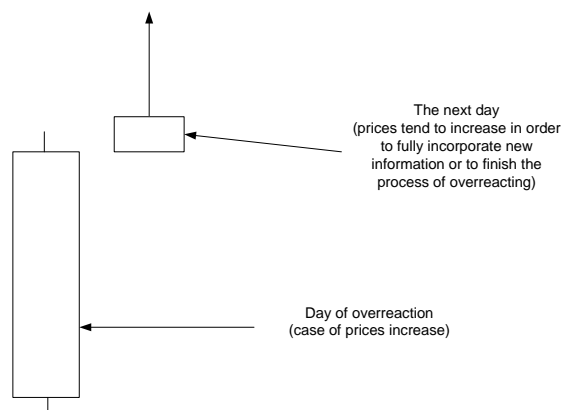 The next day
(prices tend to increase in order
to fully incorporate new
information or to finish the
process of overreacting)
Day of overreaction
(case of prices increase)